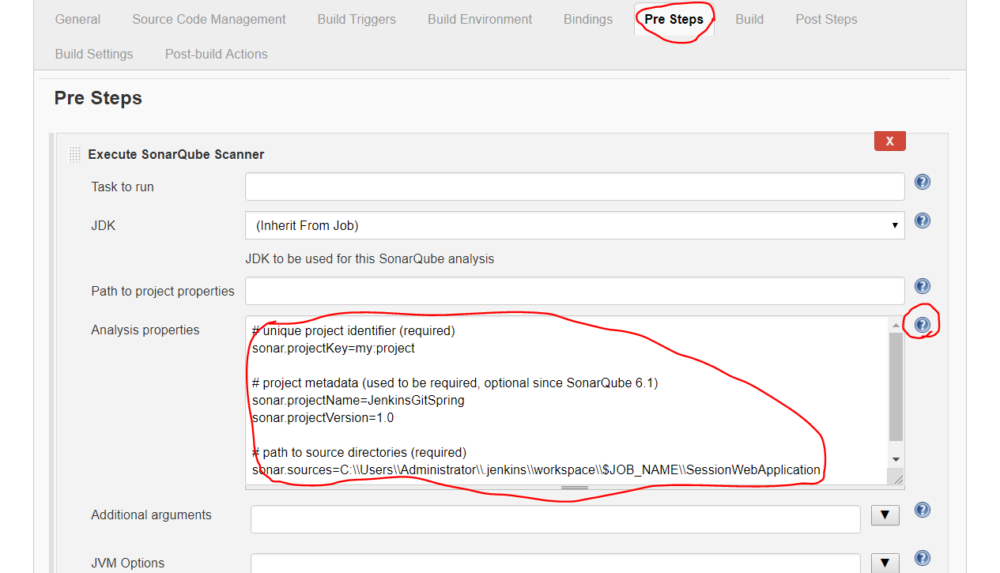 General Source Code Management Build Triggers Build Environment Bindings Pre Steps Build Post Steps
Build Settings Post-build Actions
Pre Steps
X
Execute SonarQube Scanner
Task to run
JDK (Inherit From Job)
JDK to be used for this SonarQube analysis
Path to project properties
Analysis properties
# unique project identifier (required)
sonar.projectKey=my:project
# project metadata (used to be required, optional since SonarQube 6.1)
sonar.projectName=JenkinsGitSpring
sonar.projectVersion=1.0
# path to source directories (required)
sonar.sources=C:\\Users\\Administrator\\.jenkins\\workspace\\$JOB_NAME\\SessionWebApplication
Additional arguments
JVM Options